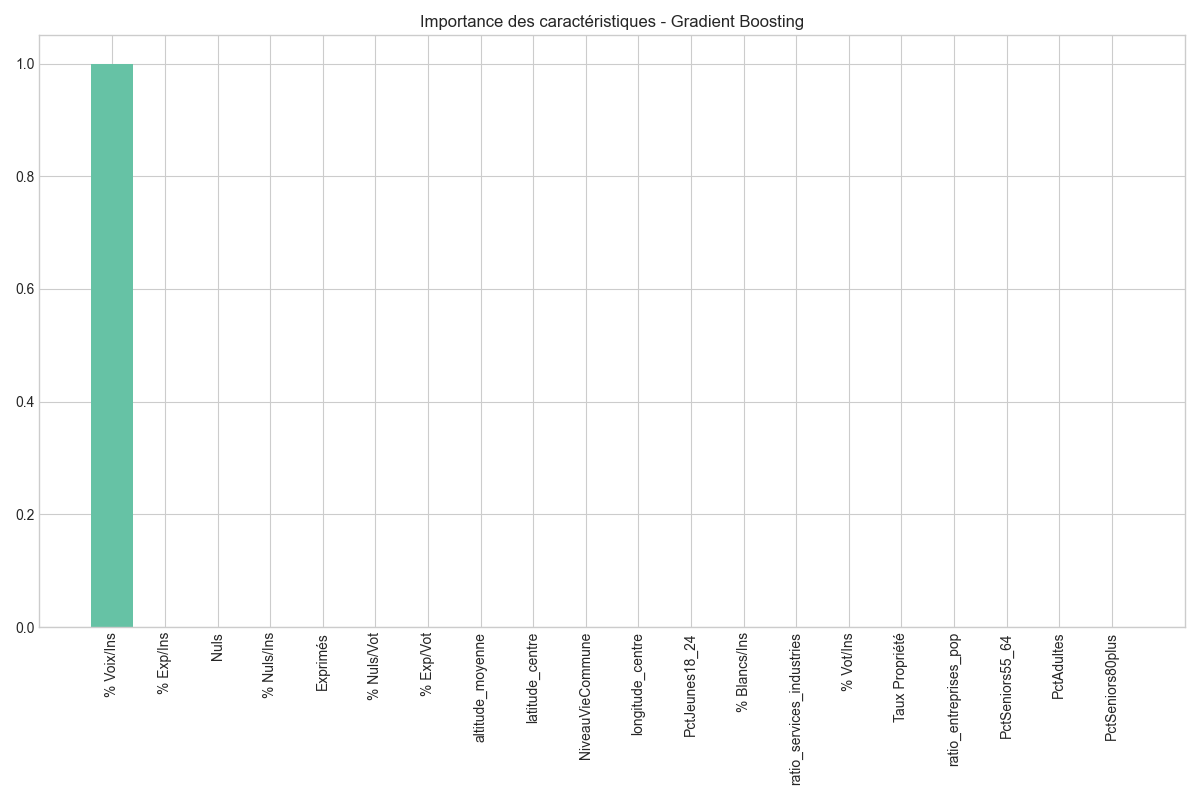 Importance des caractéristiques - Gradient Boosting
1.0
0.8
0.6
0.4
0.2
0.0
% Voix/Ins
% Exp/Ins
Nuls
% Nuls/Ins
Exprimés
% Nuls/Vot
% Exp/Vot
altitude_moyenne
latitude_centre
NiveauVieCommune
longitude_centre
PctJeunes18_24
% Blancs/Ins
ratio_services_industries
% Vot/Ins
Taux Propriété
ratio_entreprises_pop
PctSeniors55_64
PctAdultes
PctSeniors80plus